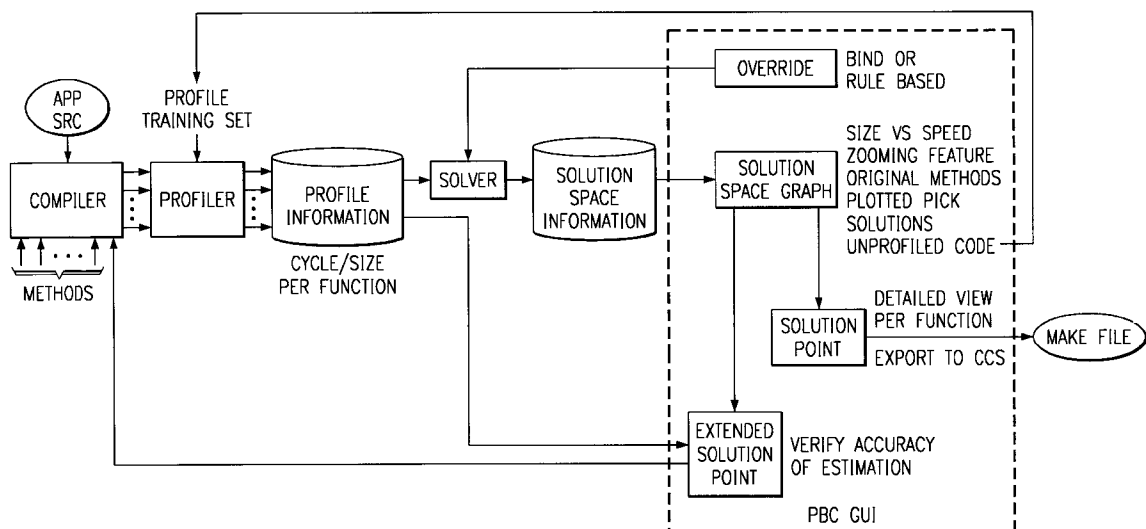 APP
SRC
PROFILE
TRAINING SET
COMPILER
PROFILER
PROFILE
INFORMATION
CYCLE/SIZE
PER FUNCTION
METHODS
SOLVER
SOLUTION
SPACE
INFORMATION
OVERRIDE
BIND OR
RULE BASED
SOLUTION
SPACE GRAPH
SIZE VS SPEED
ZOOMING FEATURE
ORIGINAL METHODS
PLOTTED PICK
SOLUTIONS
UNPROFILED CODE
SOLUTION
POINT
DETAILED VIEW
PER FUNCTION
EXPORT TO CCS
MAKE FILE
EXTENDED
SOLUTION
POINT
VERIFY ACCURACY
OF ESTIMATION
PBC GUI